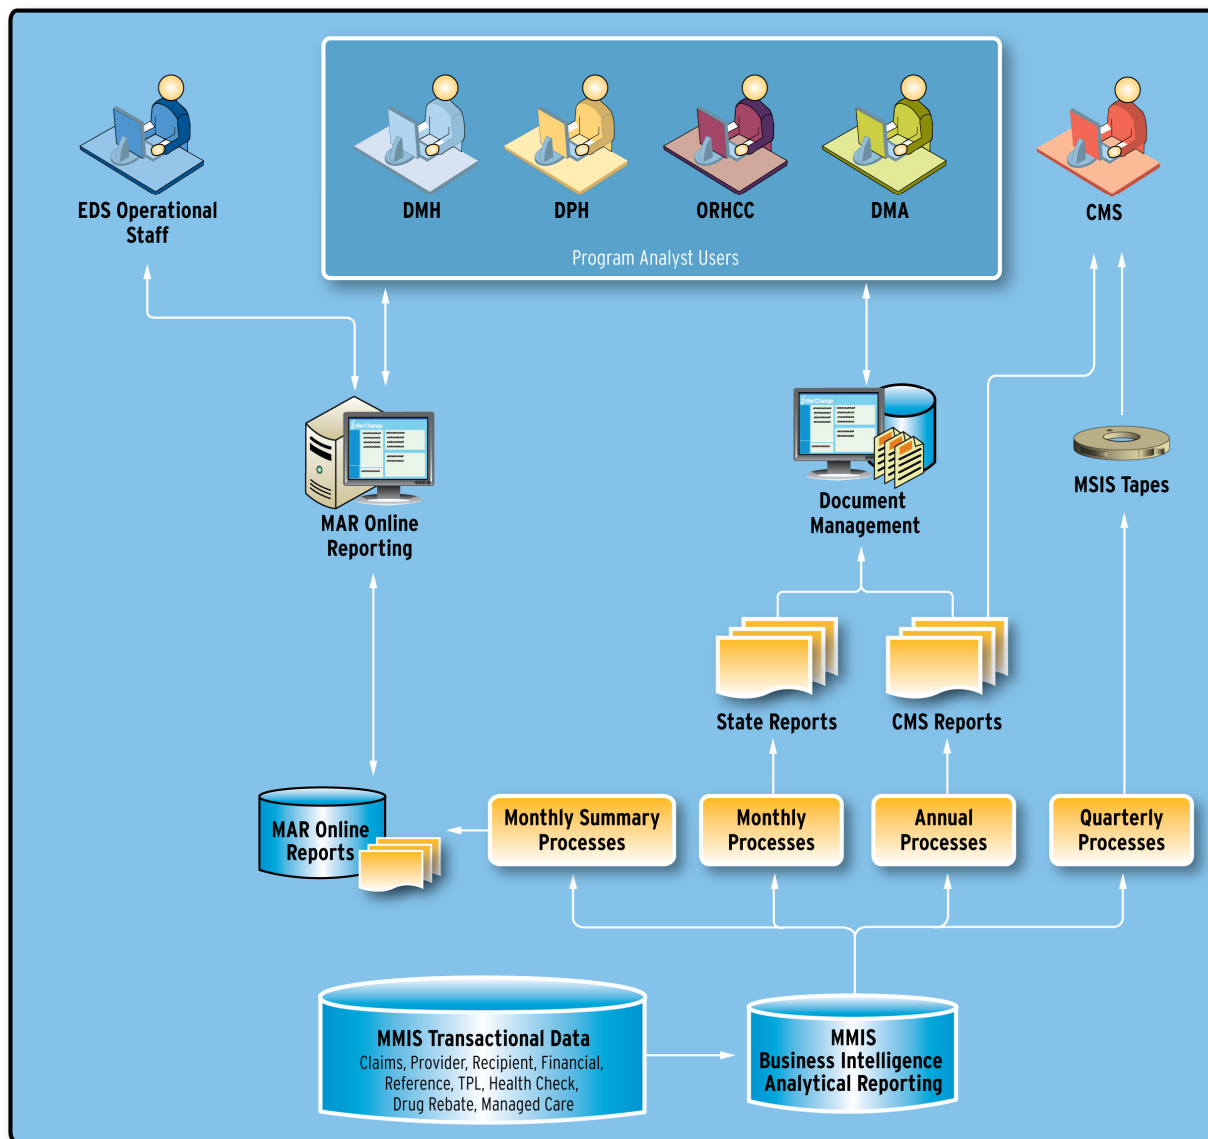 EDS Operational
Staff
DMH
DPH
ORHCC
DMA
Program Analyst Users
CMS
interChange
MAR Online
Reporting
interChange
Document
Management
MSIS Tapes
State Reports
CMS Reports
MAR Online
Reports
Monthly Summary
Processes
Monthly
Processes
Annual
Processes
Quarterly
Processes
MMIS Transactional Data
Claims, Provider, Recipient, Financial,
Reference, TPL, Health Check,
Drug Rebate, Managed Care
MMIS
Business Intelligence
Analytical Reporting